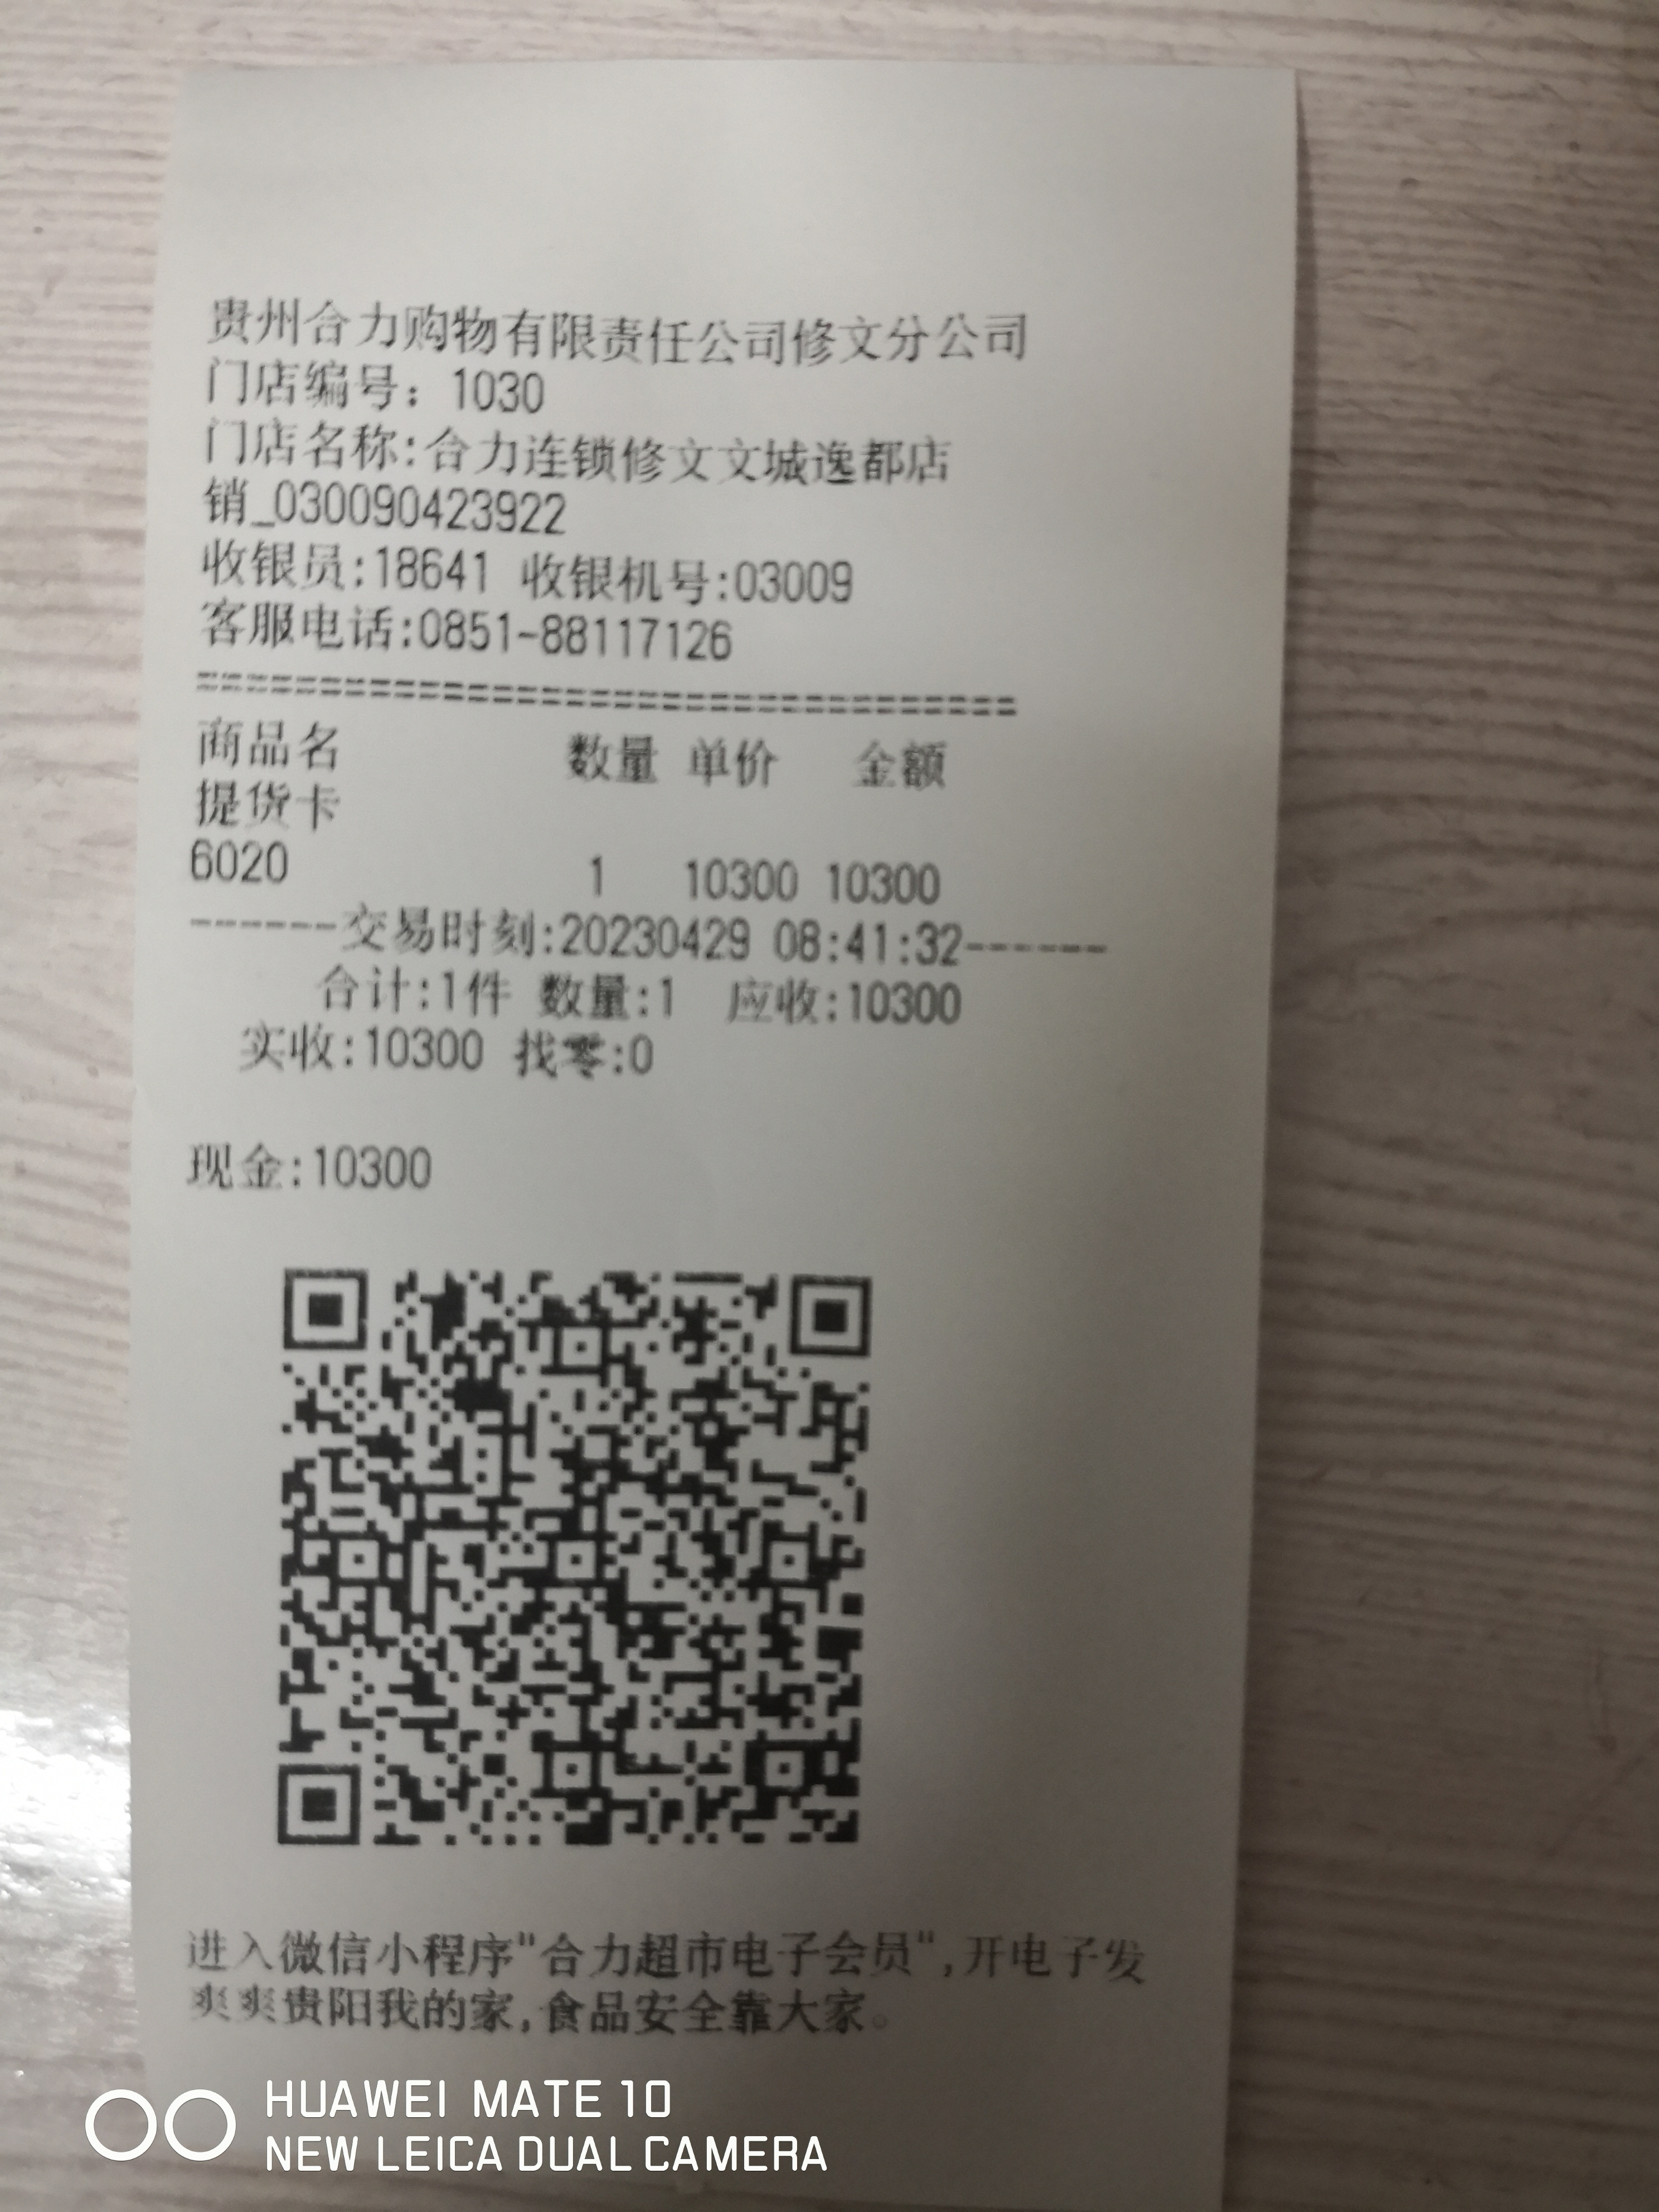 贵州合力购物有限责任公司修文分公司
门店编号：1030
门店名称:合力连锁修文文城逸都店
销_030090423922
收银员:18641 收银机号:03009
客服电话:0851-88117126
==================================
商品名 数量 单价 金额
提货卡
6020 1 10300 10300
------交易时刻:20230429 08:41:32------
合计:1件 数量:1 应收:10300
实收:10300 找零:0
现金:10300
进入微信小程序"合力超市电子会员",开电子发
爽爽贵阳我的家,食品安全靠大家。
HUAWEI MATE 10
NEW LEICA DUAL CAMERA